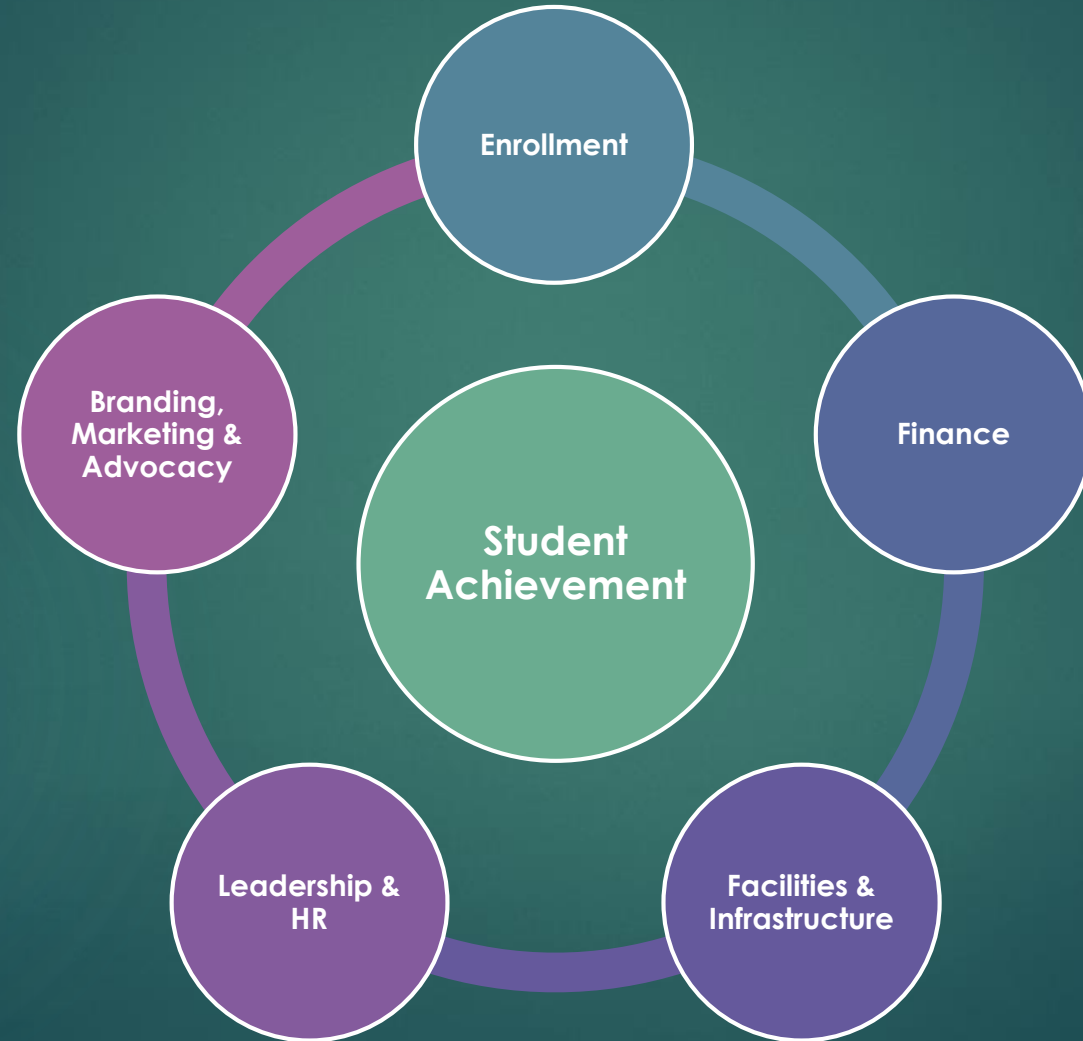 Enrollment
Finance
Facilities &
Infrastructure
Leadership &
HR
Branding,
Marketing &
Advocacy
Student
Achievement